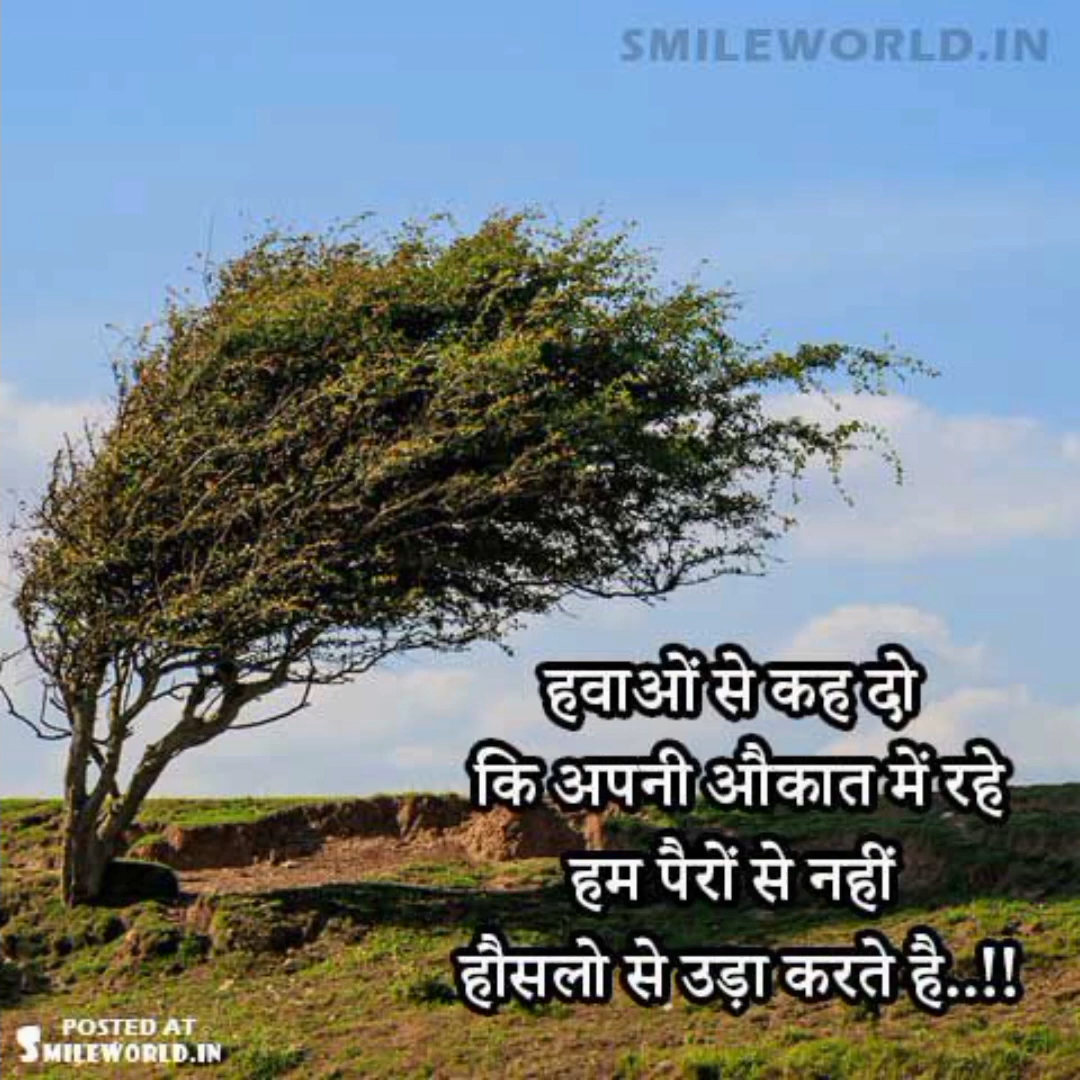 SMILEWORLD.IN
हवाओं से कह दो
कि अपनी औकात में रहे
हम पैरों से नहीं
हौसलो से उड़ा करते है..!!
POSTED AT
SMILEWORLD.IN